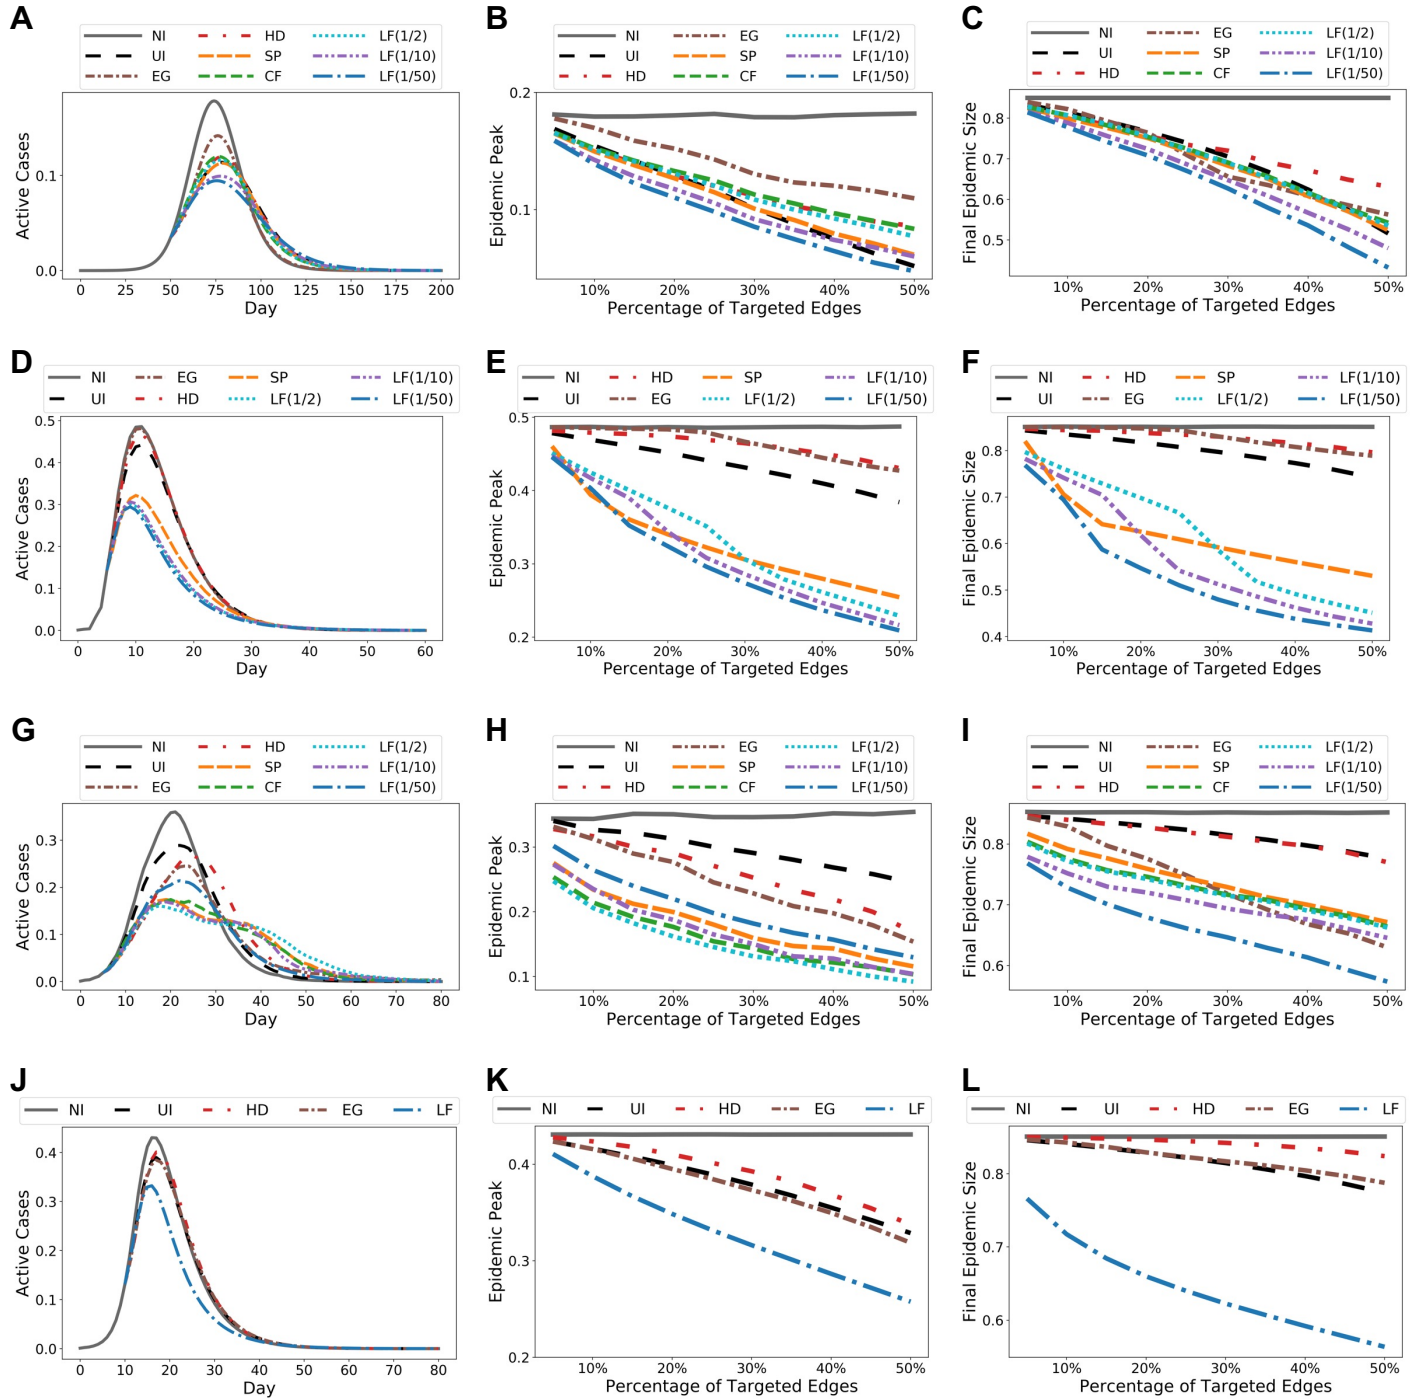 A
NI HD LF(1/2)
UI SP LF(1/10)
EG CF LF(1/50)
Active Cases
0.1
0.0
0 25 50 75 100 125 150 175 200
Day
B
NI EG LF(1/2)
UI SP LF(1/10)
HD CF LF(1/50)
Epidemic Peak
0.2
0.1
10% 20% 30% 40% 50%
Percentage of Targeted Edges
C
NI EG LF(1/2)
UI SP LF(1/10)
HD CF LF(1/50)
Final Epidemic Size
0.8
0.7
0.6
0.5
10% 20% 30% 40% 50%
Percentage of Targeted Edges
D
NI EG SP LF(1/10)
UI HD LF(1/2) LF(1/50)
Active Cases
0.5
0.4
0.3
0.2
0.1
0.0
0 10 20 30 40 50 60
Day
E
NI HD SP LF(1/10)
UI EG LF(1/2) LF(1/50)
Epidemic Peak
0.5
0.4
0.3
0.2
10% 20% 30% 40% 50%
Percentage of Targeted Edges
F
NI HD SP LF(1/10)
UI EG LF(1/2) LF(1/50)
Final Epidemic Size
0.8
0.7
0.6
0.5
0.4
10% 20% 30% 40% 50%
Percentage of Targeted Edges
G
NI HD LF(1/2)
UI SP LF(1/10)
EG CF LF(1/50)
Active Cases
0.3
0.2
0.1
0.0
0 10 20 30 40 50 60 70 80
Day
H
NI EG LF(1/2)
UI SP LF(1/10)
HD CF LF(1/50)
Epidemic Peak
0.3
0.2
0.1
10% 20% 30% 40% 50%
Percentage of Targeted Edges
I
NI EG LF(1/2)
UI SP LF(1/10)
HD CF LF(1/50)
Final Epidemic Size
0.8
0.7
0.6
10% 20% 30% 40% 50%
Percentage of Targeted Edges
J
NI UI HD EG LF
Active Cases
0.4
0.3
0.2
0.1
0.0
0 10 20 30 40 50 60 70 80
Day
K
NI UI HD EG LF
Epidemic Peak
0.4
0.3
0.2
10% 20% 30% 40% 50%
Percentage of Targeted Edges
L
NI UI HD EG LF
Final Epidemic Size
0.8
0.7
0.6
10% 20% 30% 40% 50%
Percentage of Targeted Edges